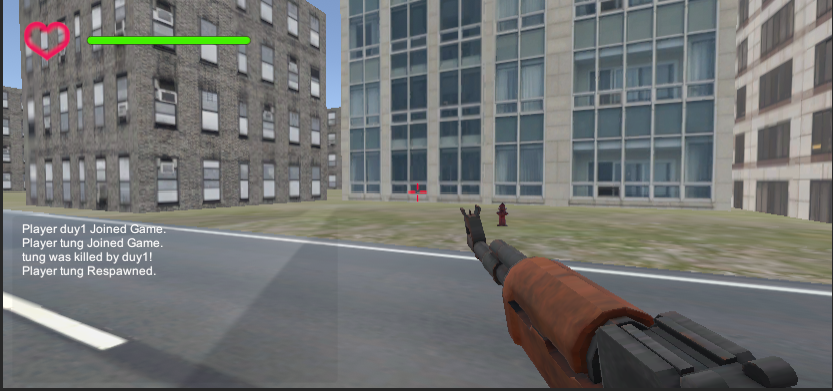 Player duy1 Joined Game.
Player tung Joined Game.
tung was killed by duy1!
Player tung Respawned.